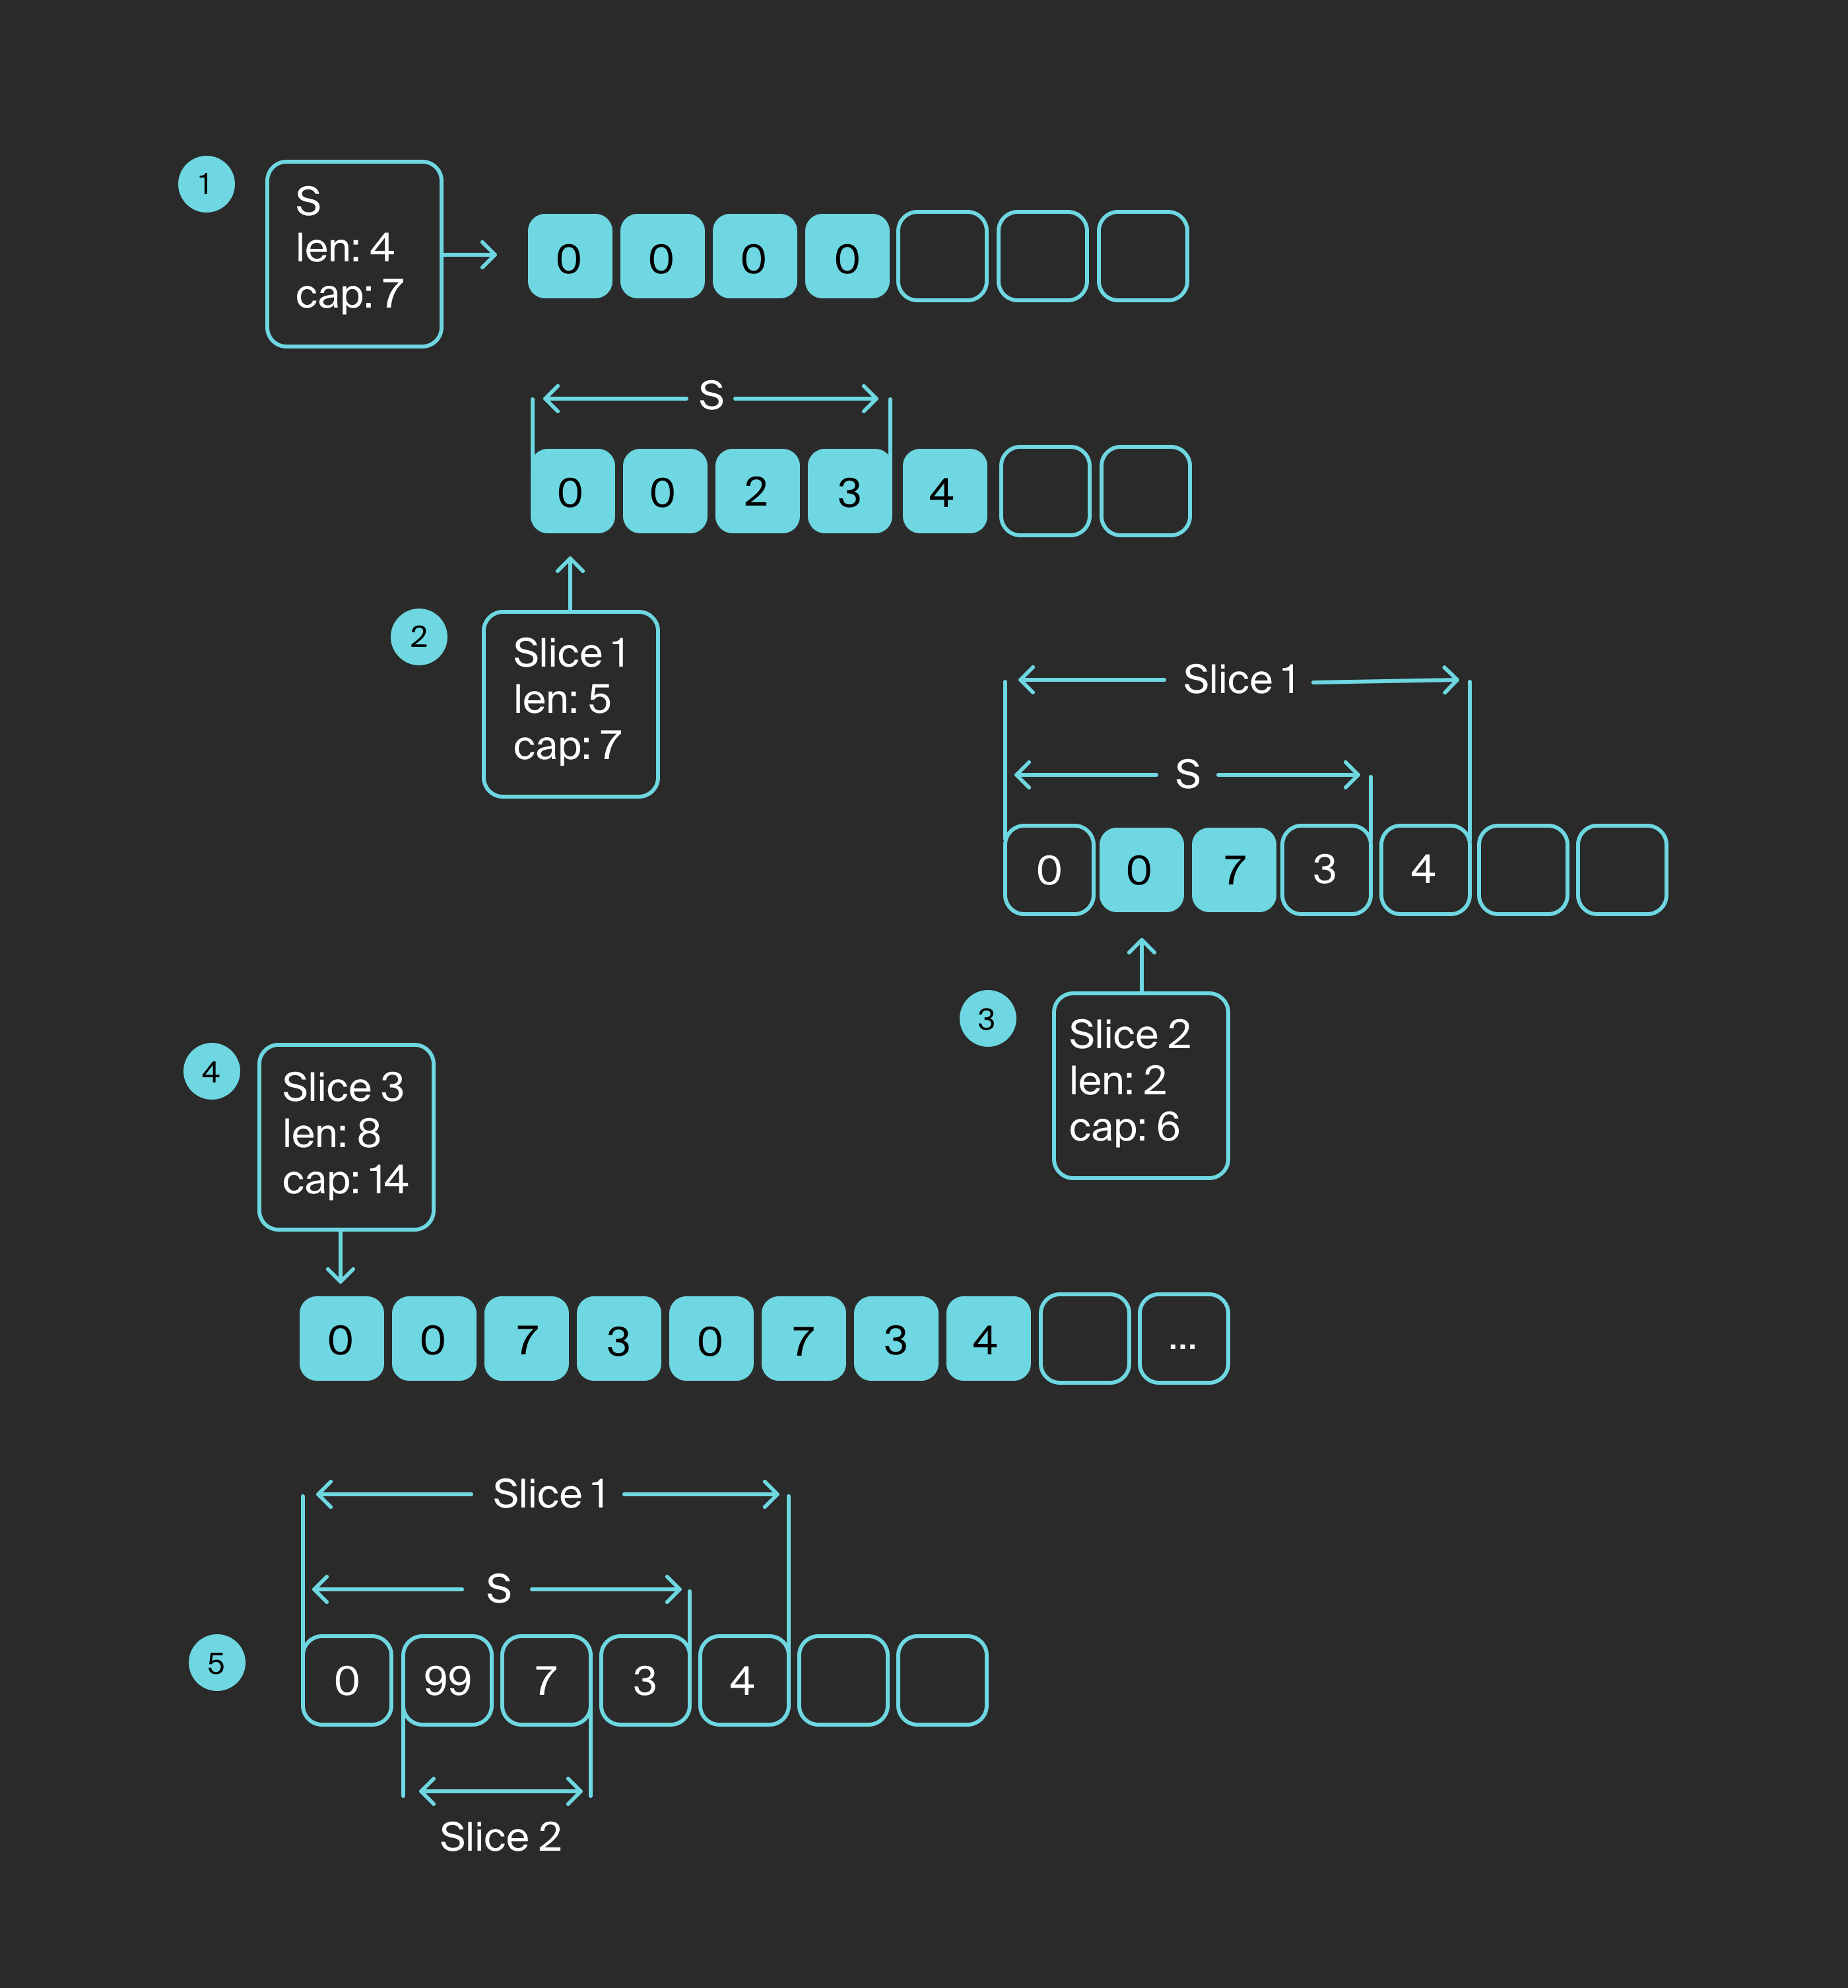 1
S
len: 4
cap: 7
0 0 0 0
S
0 0 2 3 4
2
Slice 1
len: 5
cap: 7
Slice 1
S
0 0 7 3 4
3
Slice 2
len: 2
cap: 6
4
Slice 3
len: 8
cap: 14
0 0 7 3 0 7 3 4 ...
Slice 1
S
5
0 99 7 3 4
Slice 2